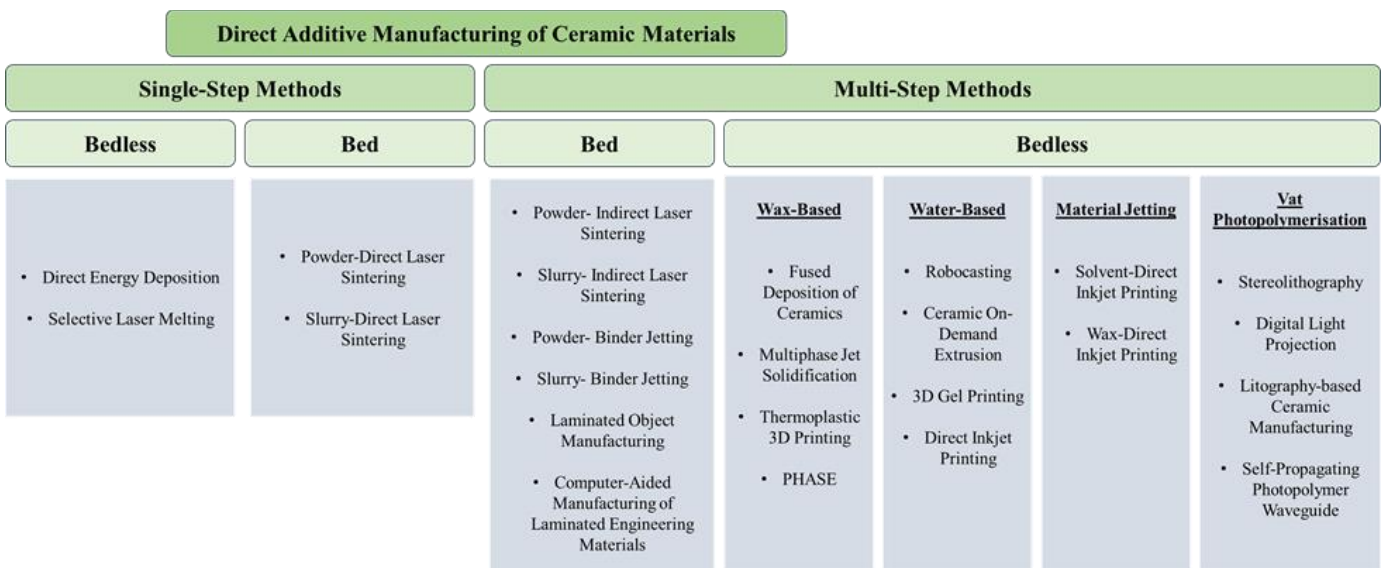 Direct Additive Manufacturing of Ceramic Materials
Single-Step Methods
Multi-Step Methods
Bedless
Bed
Bed
Bedless
• Direct Energy Deposition
• Selective Laser Melting
• Powder-Direct Laser
Sintering
• Slurry-Direct Laser
Sintering
• Powder- Indirect Laser
Sintering
• Slurry- Indirect Laser
Sintering
• Powder- Binder Jetting
• Slurry- Binder Jetting
• Laminated Object
Manufacturing
• Computer-Aided
Manufacturing of
Laminated Engineering
Materials
Wax-Based
• Fused
Deposition of
Ceramics
• Multiphase Jet
Solidification
• Thermoplastic
3D Printing
• PHASE
Water-Based
• Robocasting
• Ceramic On-
Demand
Extrusion
• 3D Gel Printing
• Direct Inkjet
Printing
Material Jetting
• Solvent-Direct
Inkjet Printing
• Wax-Direct
Inkjet Printing
Vat
Photopolymerisation
• Stereolithography
• Digital Light
Projection
• Litography-based
Ceramic
Manufacturing
• Self-Propagating
Photopolymer
Waveguide